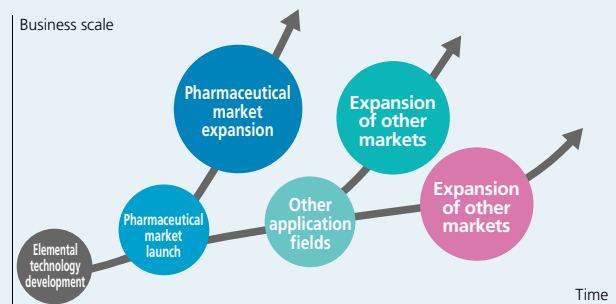 Business scale
Pharmaceutical
market
expansion
Expansion
of other
markets
Expansion
of other
markets
Other
application
fields
Pharmaceutical
market
launch
Elemental
technology
development
Time